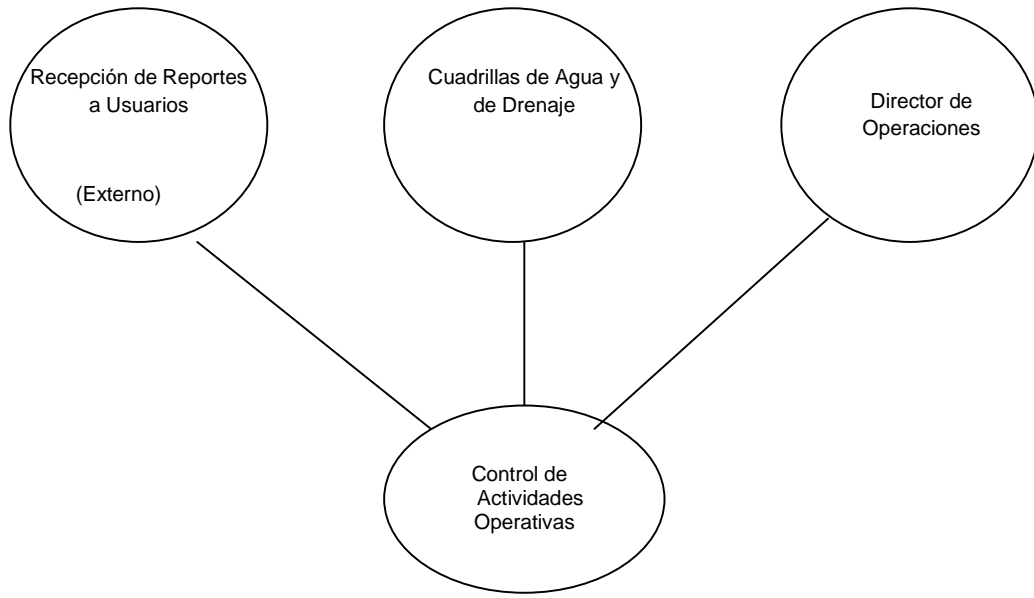 Recepción de Reportes
a Usuarios
(Externo)
Cuadrillas de Agua y
de Drenaje
Director de
Operaciones
Control de
Actividades
Operativas